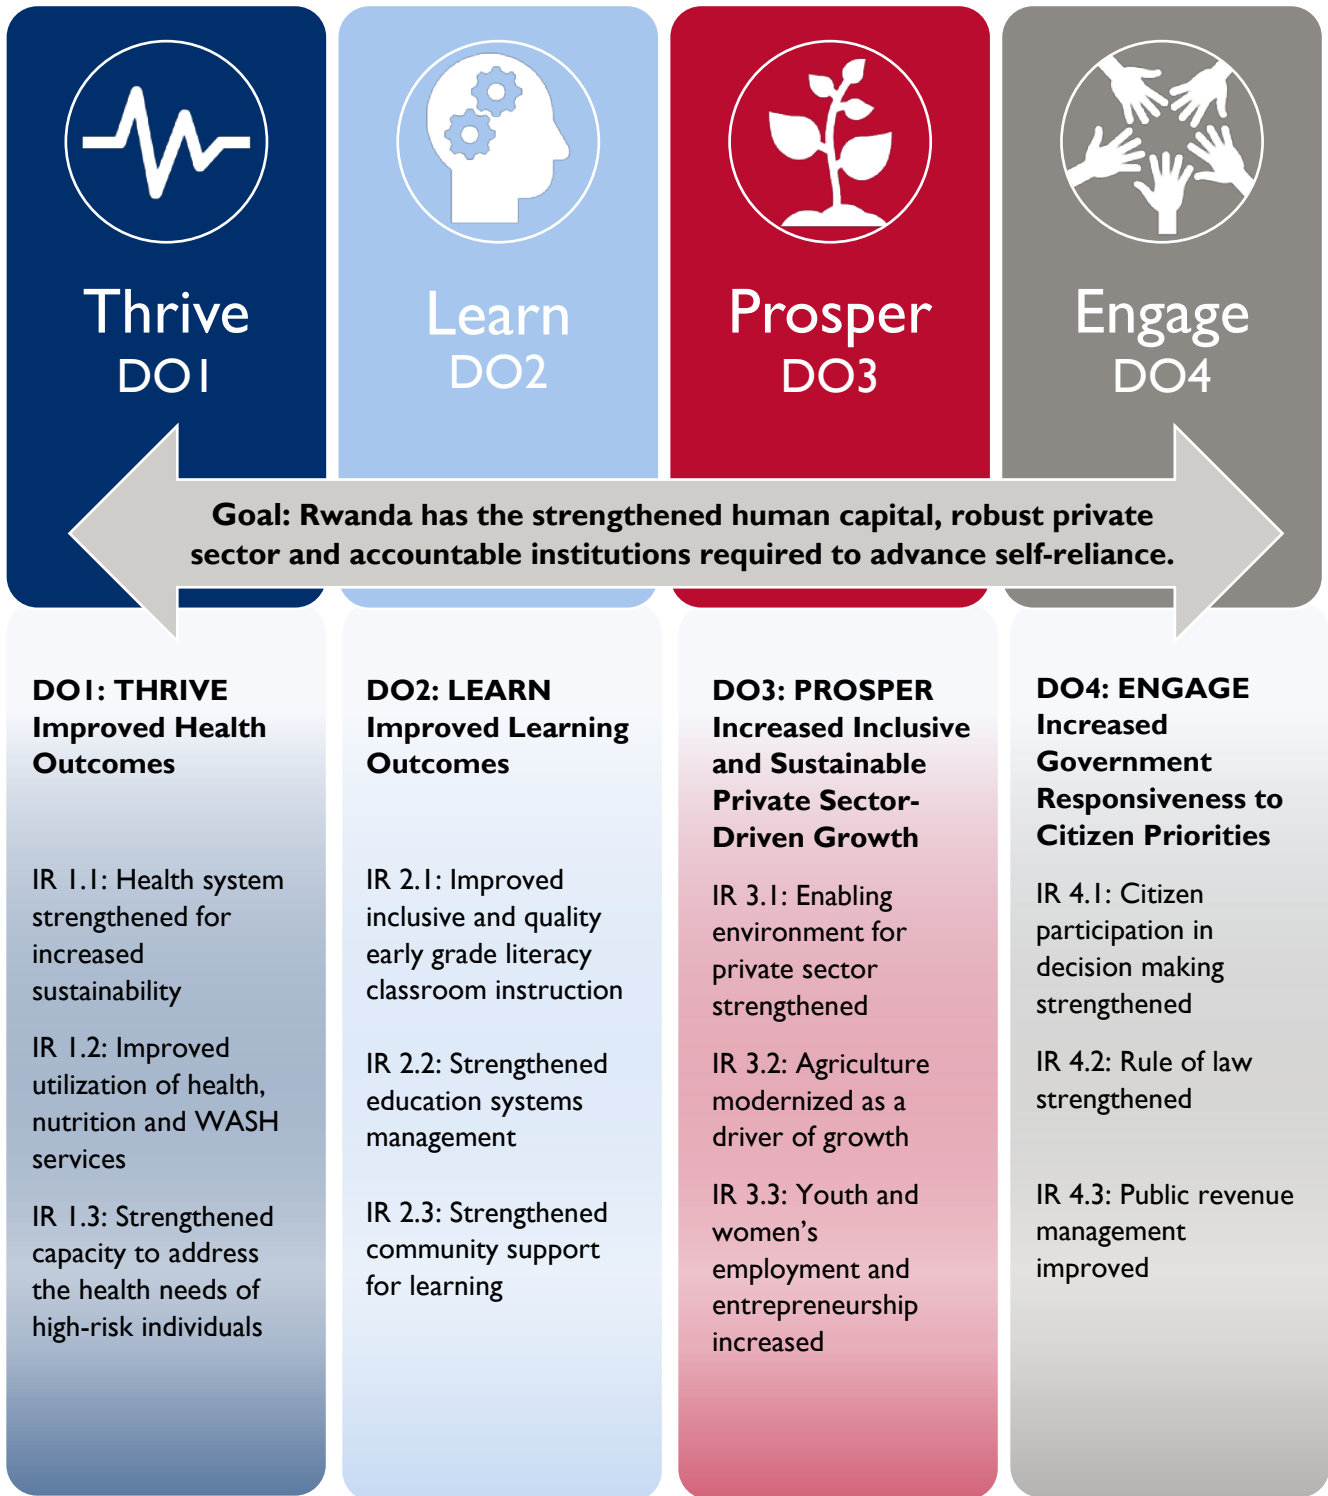 Thrive
DO1
Learn
DO2
Prosper
DO3
Engage
DO4
Goal: Rwanda has the strengthened human capital, robust private
sector and accountable institutions required to advance self-reliance.
DO1: THRIVE
Improved Health
Outcomes
IR 1.1: Health system
strengthened for
increased
sustainability
IR 1.2: Improved
utilization of health,
nutrition and WASH
services
IR 1.3: Strengthened
capacity to address
the health needs of
high-risk individuals
DO2: LEARN
Improved Learning
Outcomes
IR 2.1: Improved
inclusive and quality
early grade literacy
classroom instruction
IR 2.2: Strengthened
education systems
management
IR 2.3: Strengthened
community support
for learning
DO3: PROSPER
Increased Inclusive
and Sustainable
Private Sector-
Driven Growth
IR 3.1: Enabling
environment for
private sector
strengthened
IR 3.2: Agriculture
modernized as a
driver of growth
IR 3.3: Youth and
women’s
employment and
entrepreneurship
increased
DO4: ENGAGE
Increased
Government
Responsiveness to
Citizen Priorities
IR 4.1: Citizen
participation in
decision making
strengthened
IR 4.2: Rule of law
strengthened
IR 4.3: Public revenue
management
improved